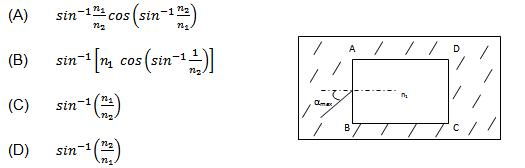 (A) sin⁻¹ n₁/n₂ cos(sin⁻¹ n₂/n₁)
(B) sin⁻¹[n₁ cos(sin⁻¹ 1/n₂)]
(C) sin⁻¹(n₁/n₂)
(D) sin⁻¹(n₂/n₁)
A D
αmax n₁
B C